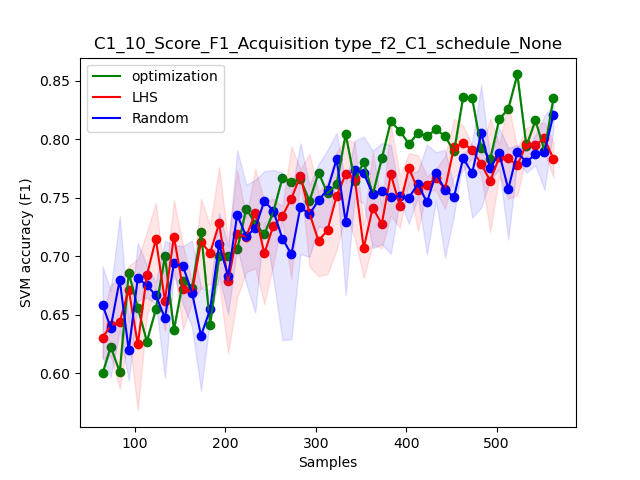 C1_10_Score_F1_Acquisition type_f2_C1_schedule_None
optimization
LHS
Random
SVM accuracy (F1)
0.85
0.80
0.75
0.70
0.65
0.60
100 200 300 400 500
Samples